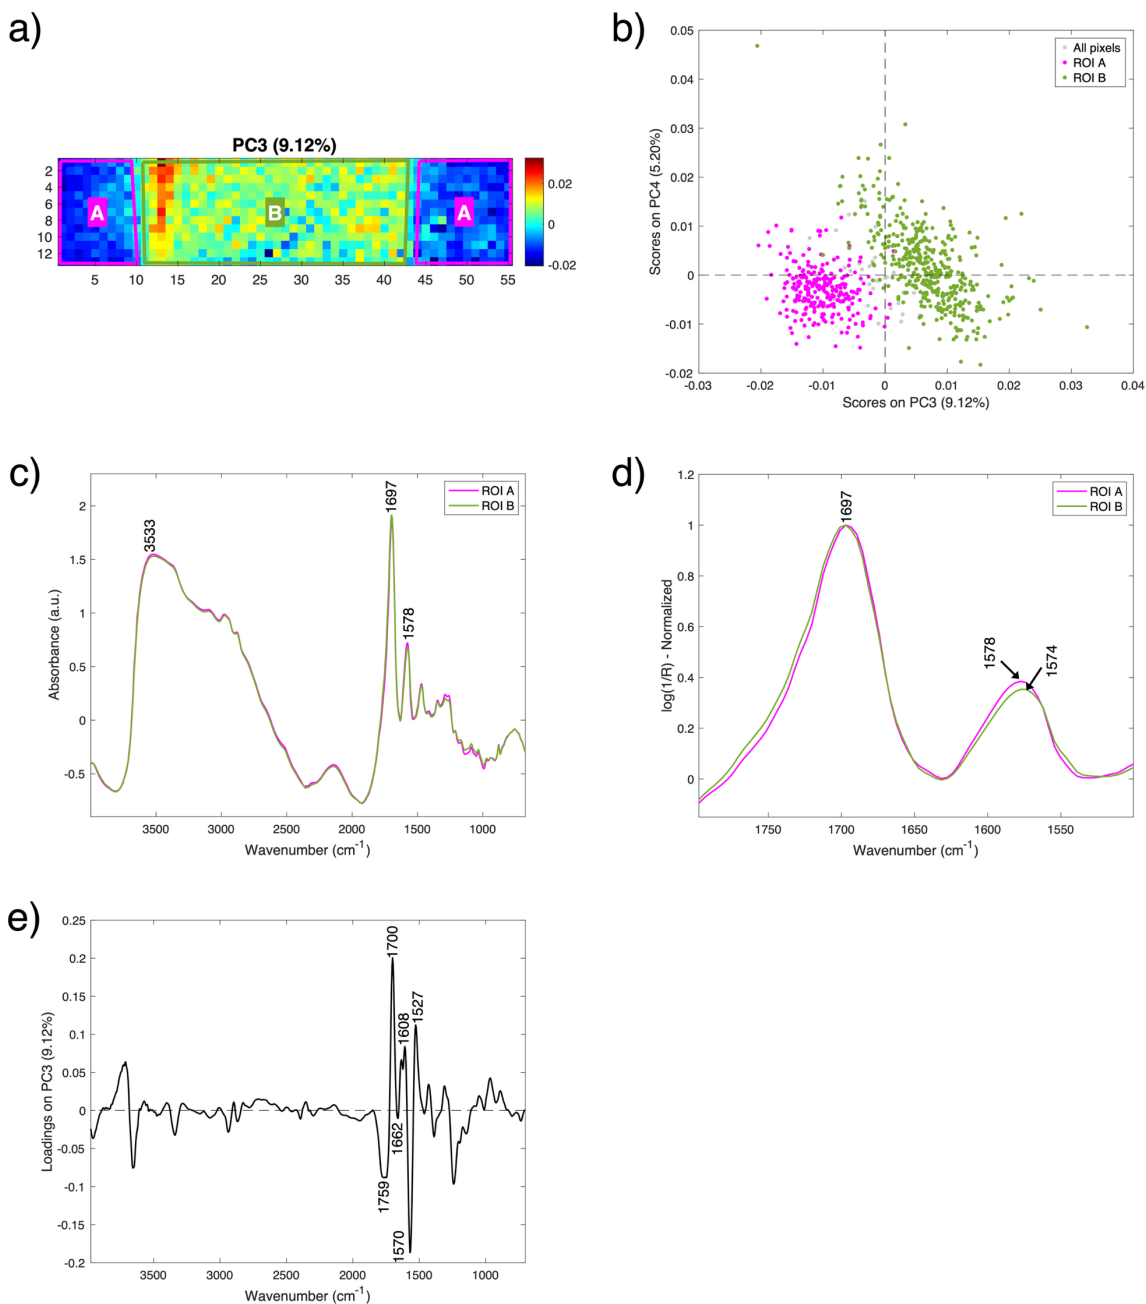 a)
PC3 (9.12%)
2
4
6
8
10
12
A
B
A
5 10 15 20 25 30 35 40 45 50 55
0.02
0
-0.02
b)
0.05
0.04
0.03
0.02
0.01
0
-0.01
-0.02
Scores on PC4 (5.20%)
All pixels
ROI A
ROI B
-0.03 -0.02 -0.01 0 0.01 0.02 0.03 0.04
Scores on PC3 (9.12%)
c)
2
1.5
1
0.5
0
-0.5
Absorbance (a.u.)
3533
1697
1578
ROI A
ROI B
3500 3000 2500 2000 1500 1000
Wavenumber (cm-1)
d)
1.2
1
0.8
0.6
0.4
0.2
0
log(1/R) - Normalized
1697
1578
1574
ROI A
ROI B
1750 1700 1650 1600 1550
Wavenumber (cm-1)
e)
0.25
0.2
0.15
0.1
0.05
0
-0.05
-0.1
-0.15
-0.2
Loadings on PC3 (9.12%)
1700
1608
1527
1662
1759
1570
3500 3000 2500 2000 1500 1000
Wavenumber (cm-1)